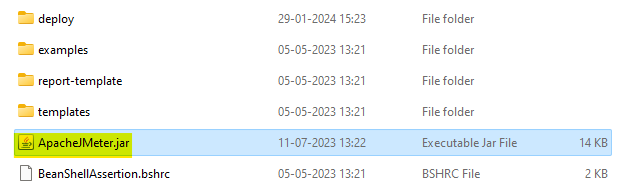 deploy 29-01-2024 15:23 File folder
examples 05-05-2023 13:21 File folder
report-template 05-05-2023 13:21 File folder
templates 05-05-2023 13:21 File folder
ApacheJMeter.jar 11-07-2023 13:22 Executable Jar File 14 KB
BeanShellAssertion.bshrc 05-05-2023 13:21 BSHRC File 2 KB